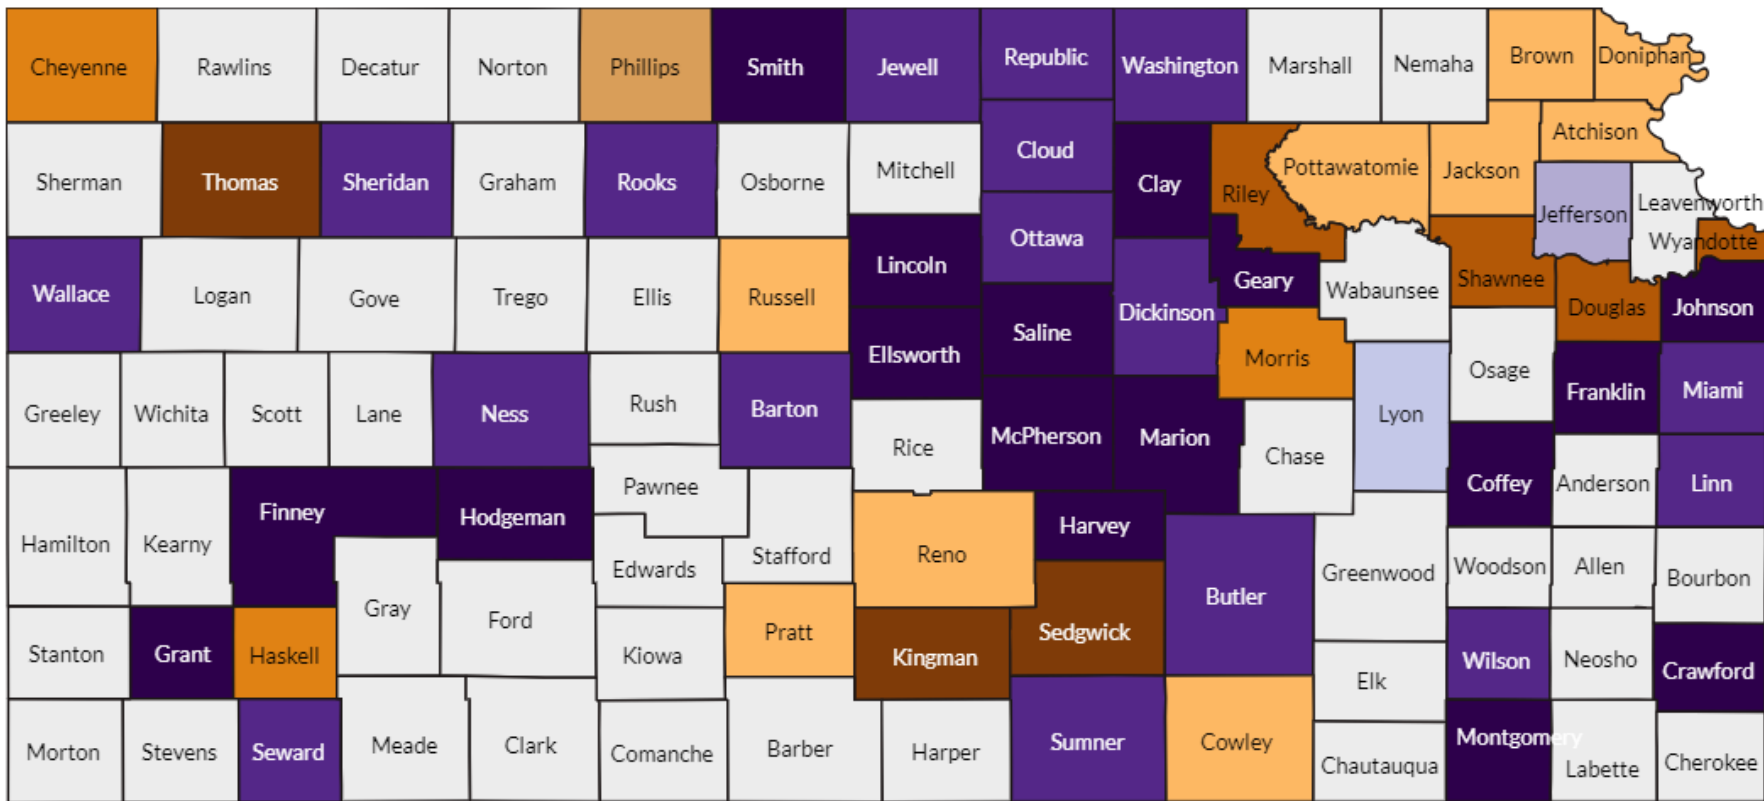 Cheyenne
Rawlins
Decatur
Norton
Phillips
Smith
Jewell
Republic
Washington
Marshall
Nemaha
Brown
Doniphan
Sherman
Thomas
Sheridan
Graham
Rooks
Osborne
Mitchell
Cloud
Clay
Riley
Pottawatomie
Jackson
Atchison
Jefferson
Leavenworth
Wyandotte
Wallace
Logan
Gove
Trego
Ellis
Russell
Lincoln
Ottawa
Dickinson
Geary
Wabaunsee
Shawnee
Douglas
Johnson
Ellsworth
Saline
Morris
Osage
Franklin
Miami
Greeley
Wichita
Scott
Lane
Ness
Rush
Barton
Rice
McPherson
Marion
Chase
Lyon
Coffey
Anderson
Linn
Hamilton
Kearny
Finney
Hodgeman
Pawnee
Edwards
Stafford
Reno
Harvey
Butler
Greenwood
Woodson
Allen
Bourbon
Stanton
Grant
Haskell
Gray
Ford
Kiowa
Pratt
Kingman
Sedgwick
Elk
Wilson
Neosho
Crawford
Morton
Stevens
Seward
Meade
Clark
Comanche
Barber
Harper
Sumner
Cowley
Chautauqua
Montgomery
Labette
Cherokee